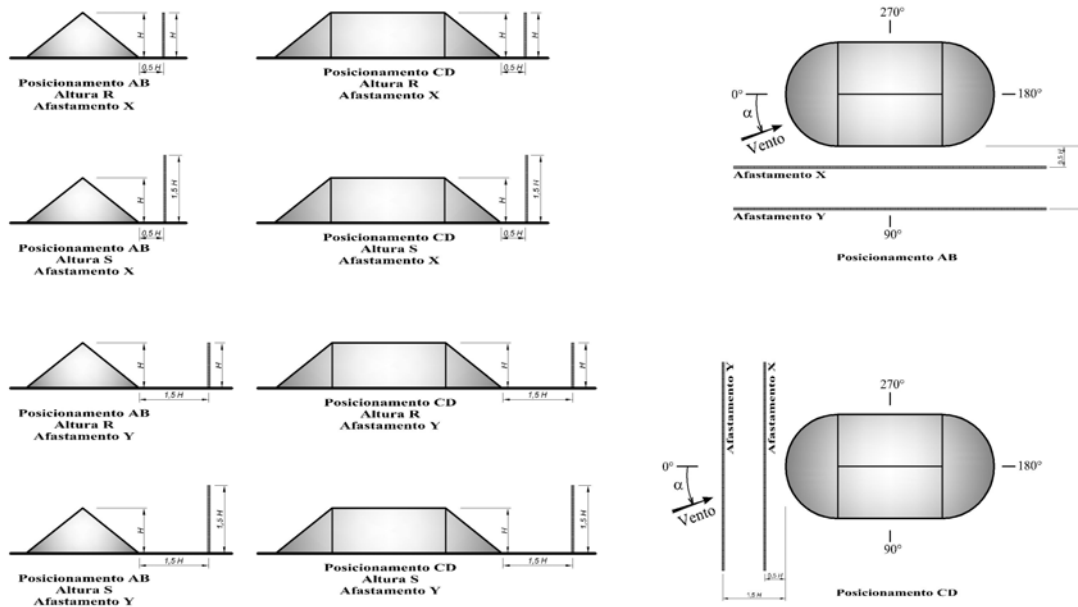 H
H
0,5 H
Posicionamento AB
Altura R
Afastamento X
H
H
0,5 H
Posicionamento CD
Altura R
Afastamento X
H
1,5 H
0,5 H
Posicionamento AB
Altura S
Afastamento X
H
1,5 H
0,5 H
Posicionamento CD
Altura S
Afastamento X
H
H
1,5 H
Posicionamento AB
Altura R
Afastamento Y
H
H
1,5 H
Posicionamento CD
Altura R
Afastamento Y
H
1,5 H
1,5 H
Posicionamento AB
Altura S
Afastamento Y
H
1,5 H
1,5 H
Posicionamento CD
Altura S
Afastamento Y
270°
0°
180°
α
Vento
0,5 H
Afastamento X
Afastamento Y
90°
Posicionamento AB
Afastamento Y
Afastamento X
270°
0°
180°
α
Vento
90°
0,5 H
1,5 H
Posicionamento CD